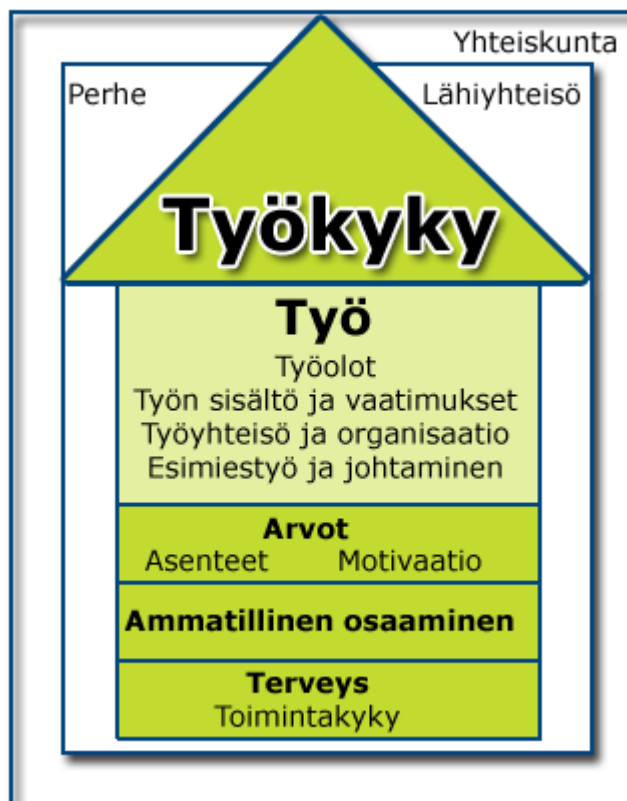 Yhteiskunta
Perhe
Lähiyhteisö
Työkyky
Työ
Työolot
Työn sisältö ja vaatimukset
Työyhteisö ja organisaatio
Esimiestyö ja johtaminen
Arvot
Asenteet Motivaatio
Ammatillinen osaaminen
Terveys
Toimintakyky